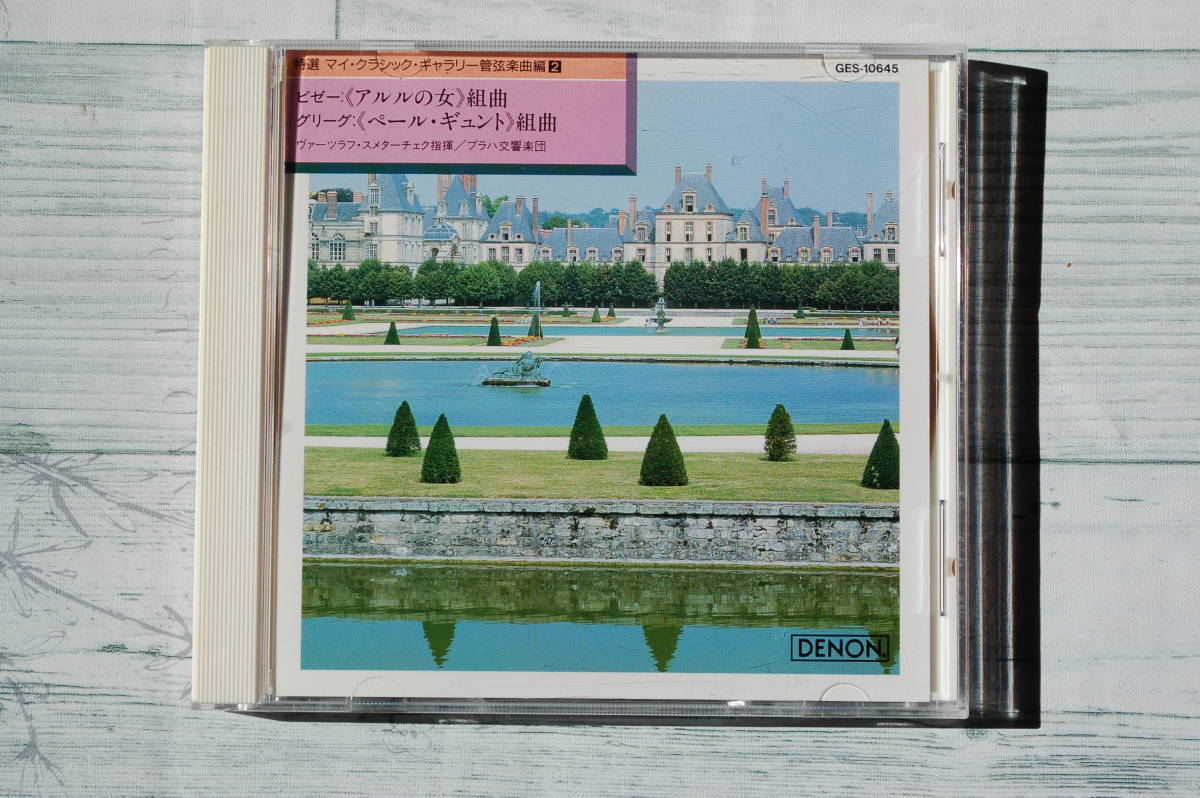 特選 マイ・クラシック・ギャラリー管弦楽曲編2
GES-10645
ビゼー:《アルルの女》組曲
グリーグ:《ペール・ギュント》組曲
ヴァーツラフ・スメターチェク指揮/プラハ交響楽団
DENON.